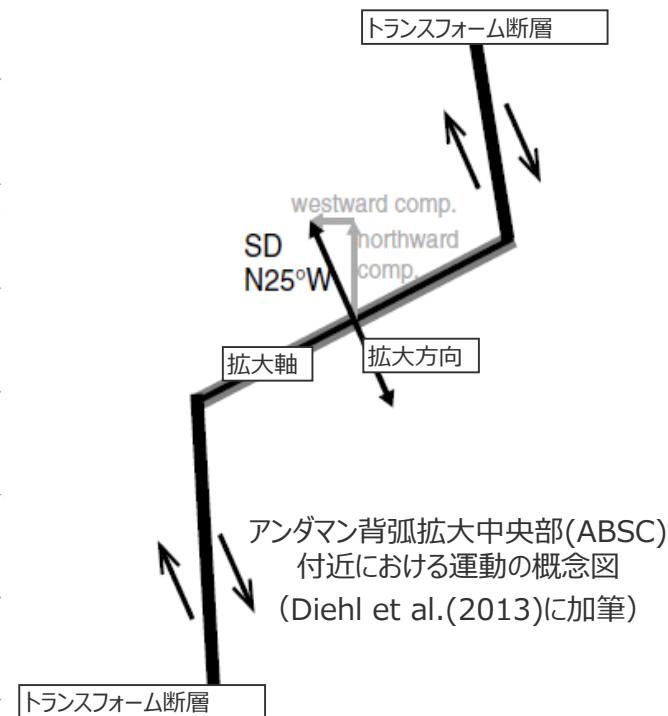 トランスフォーム断層
westward comp.
northward
comp.
SD
N25°W
拡大軸
拡大方向
アンダマン背弧拡大中央部(ABSC)
付近における運動の概念図
（Diehl et al.(2013)に加筆）
トランスフォーム断層